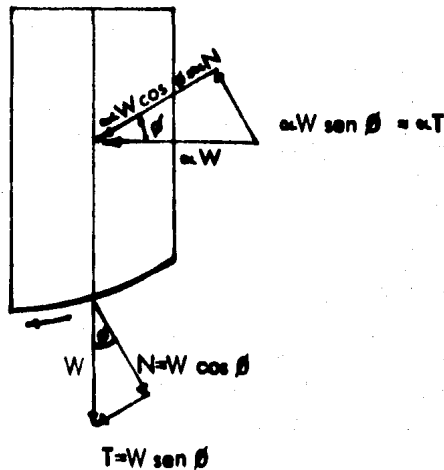 αW cos ϕ=αN
ϕ
αW
αW sen ϕ = αT
ϕ
W
N=W cos ϕ
T=W sen ϕ